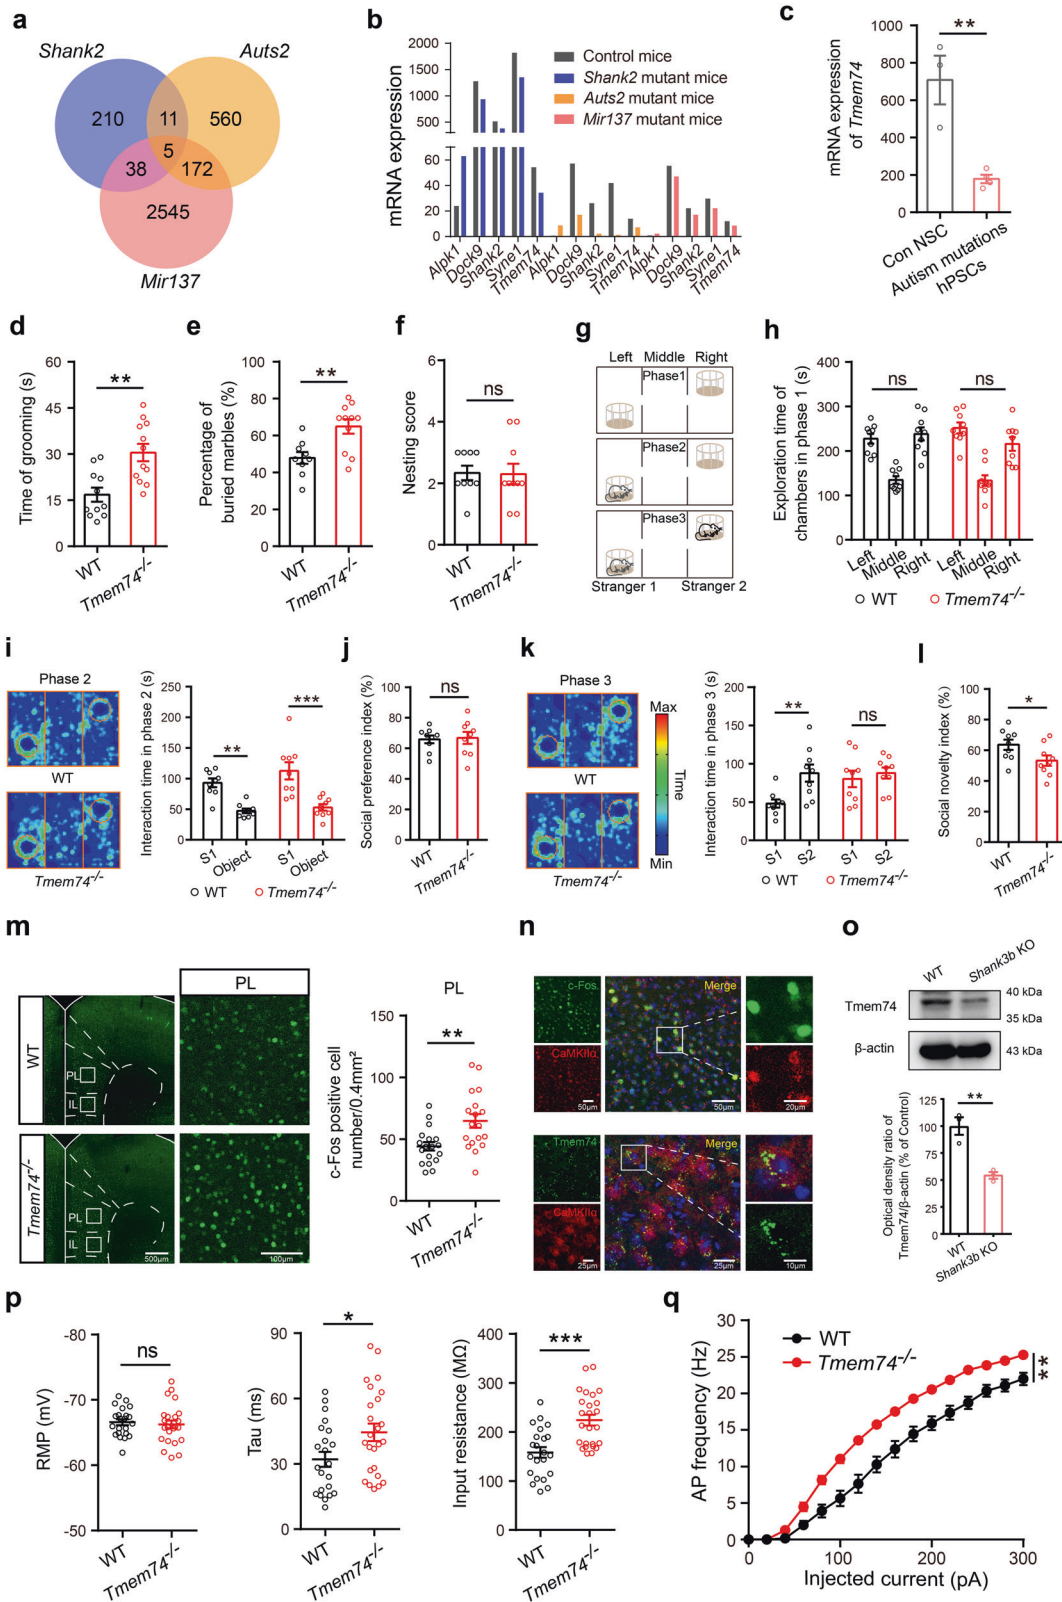 a
Shank2
Auts2
210
11
560
5
38
172
2545
Mir137
b
mRNA expression
2000
1500
1000
500
60
40
20
0
Control mice
Shank2 mutant mice
Auts2 mutant mice
Mir137 mutant mice
Alpk1
Dock9
Shank2
Syne1
Tmem74
Alpk1
Dock9
Shank2
Syne1
Tmem74
Alpk1
Dock9
Shank2
Syne1
Tmem74
c
mRNA expression
of Tmem74
1000
800
600
400
200
0
**
Con NSC
Autism mutations
hPSCs
d
Time of grooming (s)
60
45
30
15
0
**
WT
Tmem74-/-
e
Percentage of
buried marbles (%)
100
80
60
40
20
0
**
WT
Tmem74-/-
f
Nesting score
6
4
2
0
ns
WT
Tmem74-/-
g
Left Middle Right
Phase1
Phase2
Phase3
Stranger 1 Stranger 2
h
Exploration time of
chambers in phase 1 (s)
400
300
200
100
0
ns ns
Left
Middle
Right
Left
Middle
Right
WT Tmem74-/-
i
Phase 2
WT
Tmem74-/-
Interaction time in phase 2 (s)
250
200
150
100
50
0
** ***
S1
Object
S1
Object
WT Tmem74-/-
j
Social preference index (%)
100
80
60
40
20
0
ns
WT
Tmem74-/-
k
Phase 3
WT
Tmem74-/-
Max
Time
Min
Interaction time in phase 3 (s)
200
150
100
50
0
** ns
S1
S2
S1
S2
WT Tmem74-/-
l
Social novelty index (%)
100
80
60
40
20
0
*
WT
Tmem74-/-
m
PL
WT
PL
IL
Tmem74-/-
PL
IL
500μm
100μm
PL
c-Fos positive cell
number/0.4mm²
150
100
50
0
**
WT
Tmem74-/-
n
c-Fos
Merge
CaMKIIα
50μm
50μm
20μm
Tmem74
Merge
CaMKIIα
25μm
25μm
10μm
o
WT
Shank3b KO
Tmem74
40 kDa
35 kDa
β-actin
43 kDa
Optical density ratio of
Tmem74/β-actin (% of Control)
125
100
75
50
25
0
**
WT
Shank3b KO
p
RMP (mV)
-80
-70
-60
-50
ns
WT
Tmem74-/-
Tau (ms)
90
60
30
0
*
WT
Tmem74-/-
Input resistance (MΩ)
400
300
200
100
0
***
WT
Tmem74-/-
q
AP frequency (Hz)
30
25
20
15
10
5
0
WT
Tmem74-/-
**
0 100 200 300
Injected current (pA)